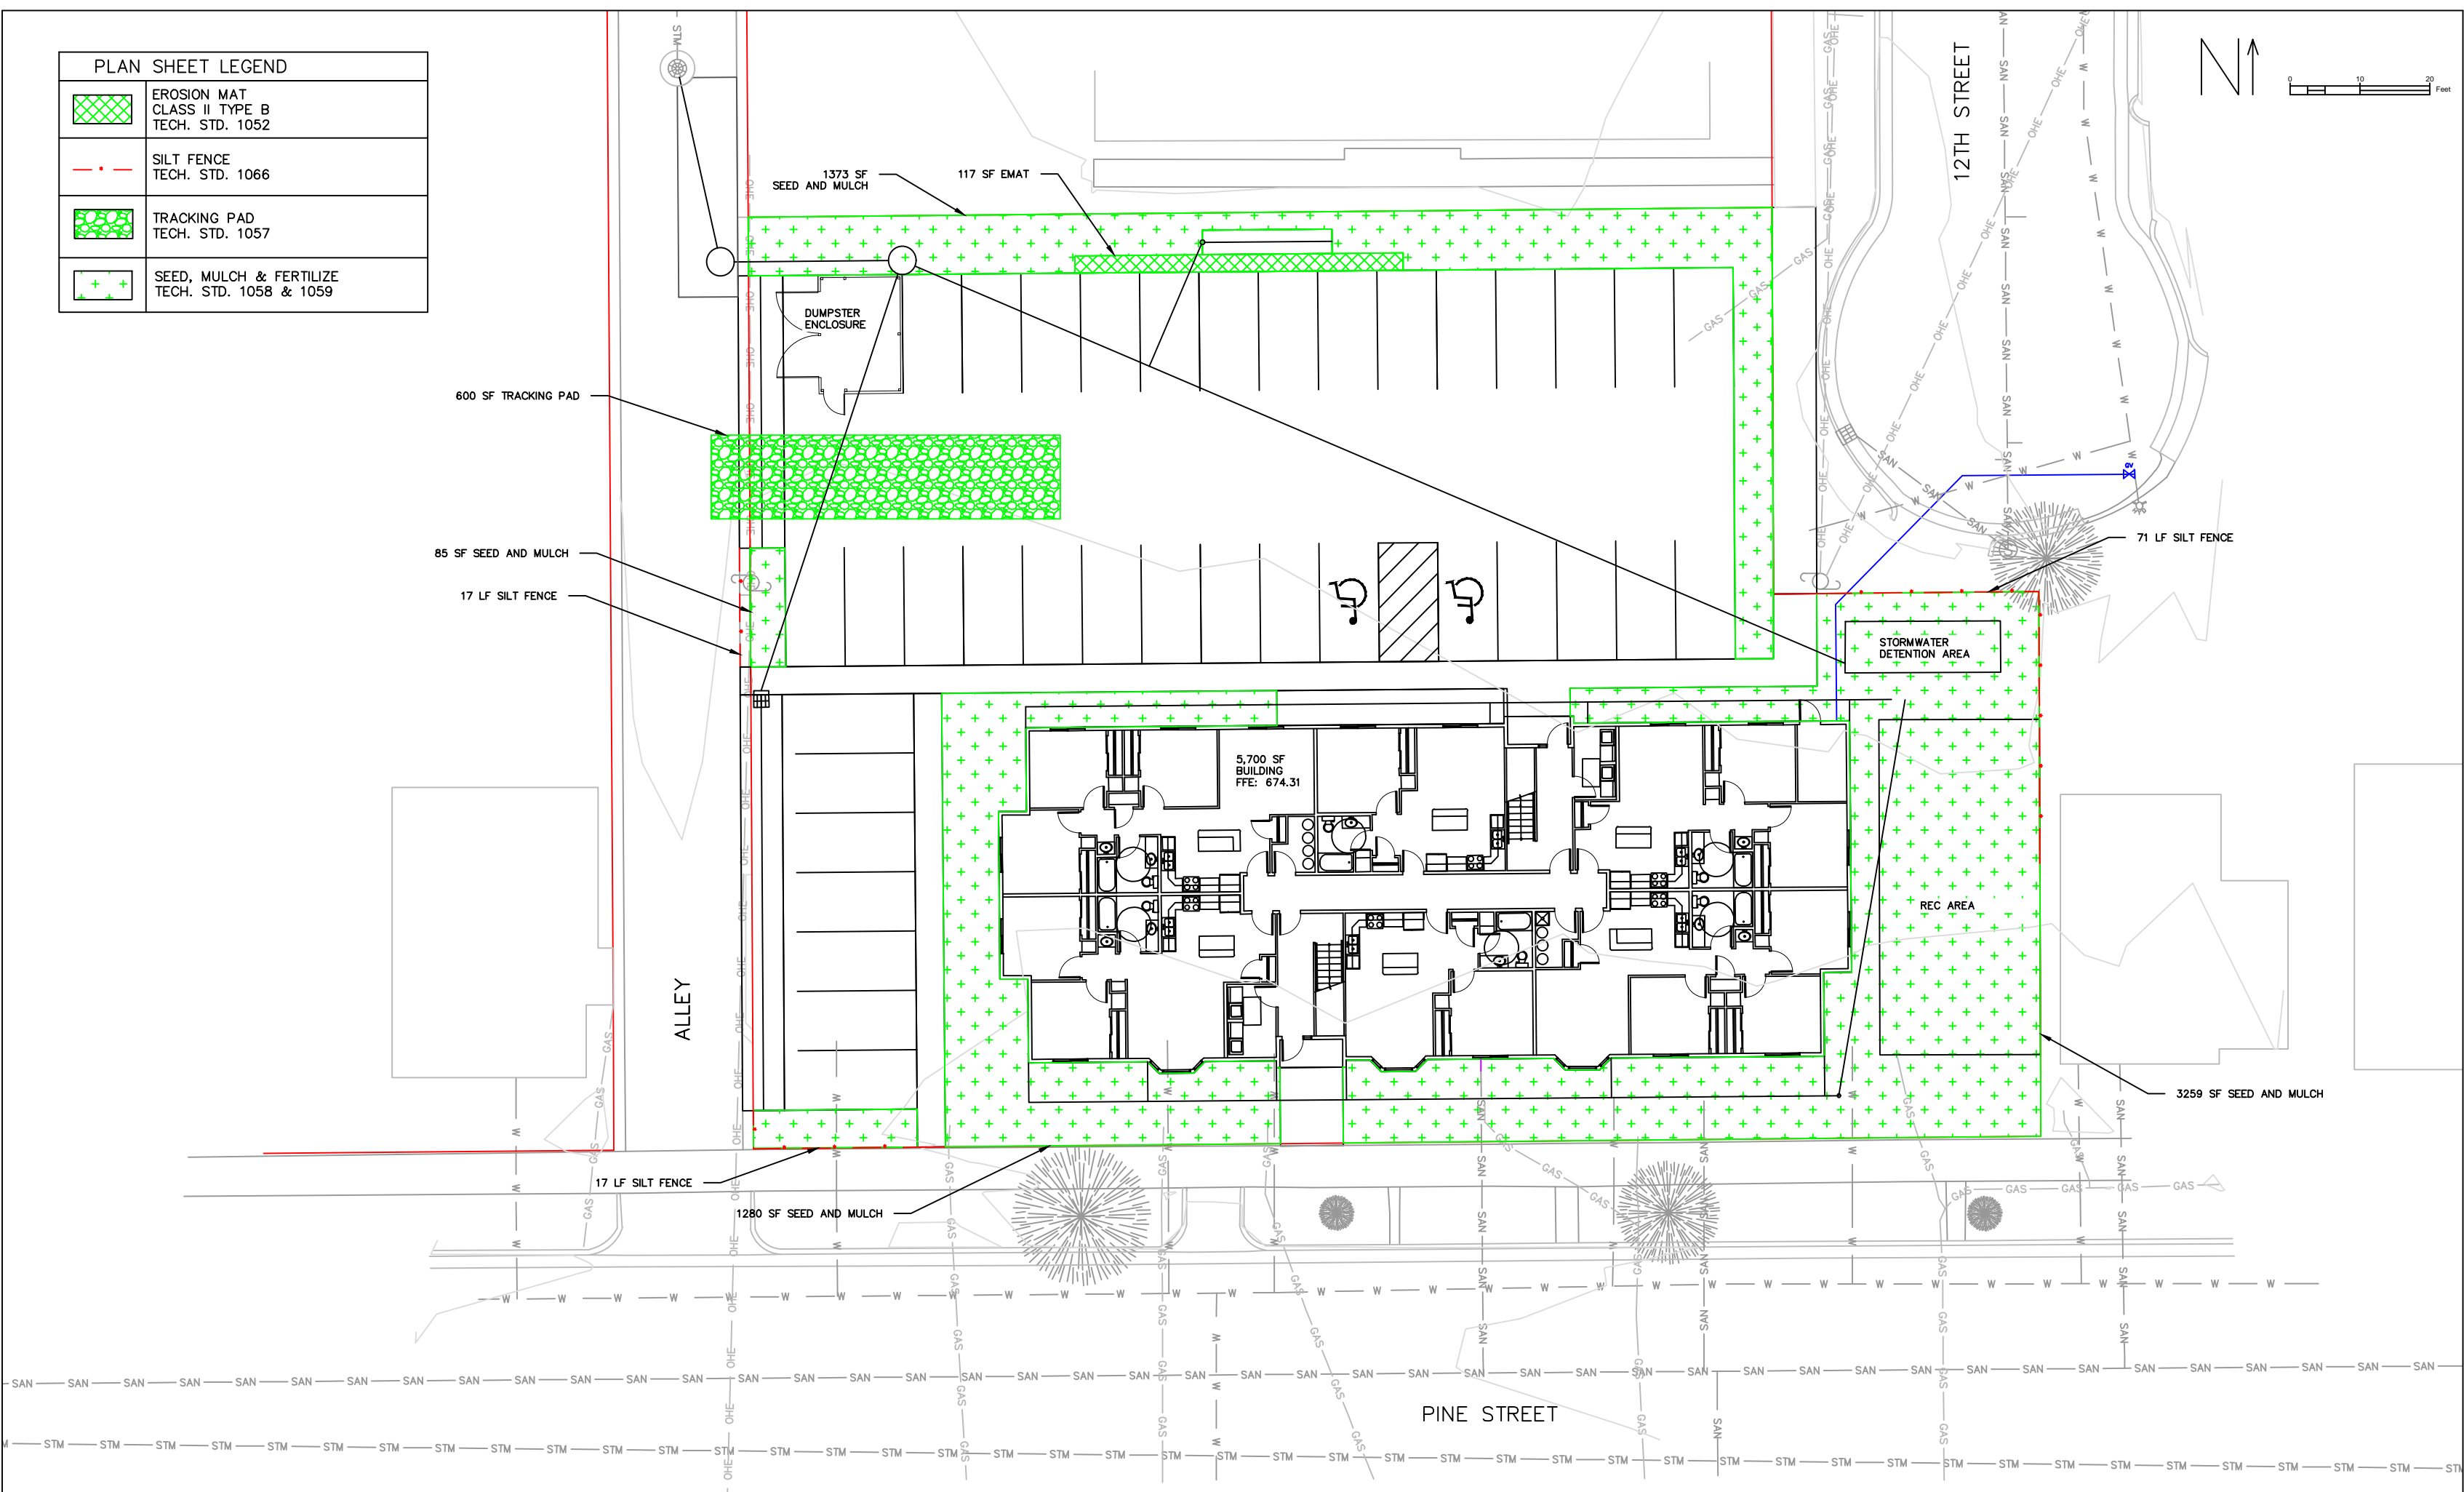 PLAN SHEET LEGEND
EROSION MAT
CLASS II TYPE B
TECH. STD. 1052
SILT FENCE
TECH. STD. 1066
TRACKING PAD
TECH. STD. 1057
SEED, MULCH & FERTILIZE
TECH. STD. 1058 & 1059
STM
12TH STREET
N
0 10 20
Feet
1373 SF
SEED AND MULCH
117 SF EMAT
DUMPSTER
ENCLOSURE
600 SF TRACKING PAD
85 SF SEED AND MULCH
17 LF SILT FENCE
71 LF SILT FENCE
STORMWATER
DETENTION AREA
5,700 SF
BUILDING
FFE: 674.31
REC AREA
ALLEY
3259 SF SEED AND MULCH
17 LF SILT FENCE
1280 SF SEED AND MULCH
GAS
OHE
SAN
W
PINE STREET